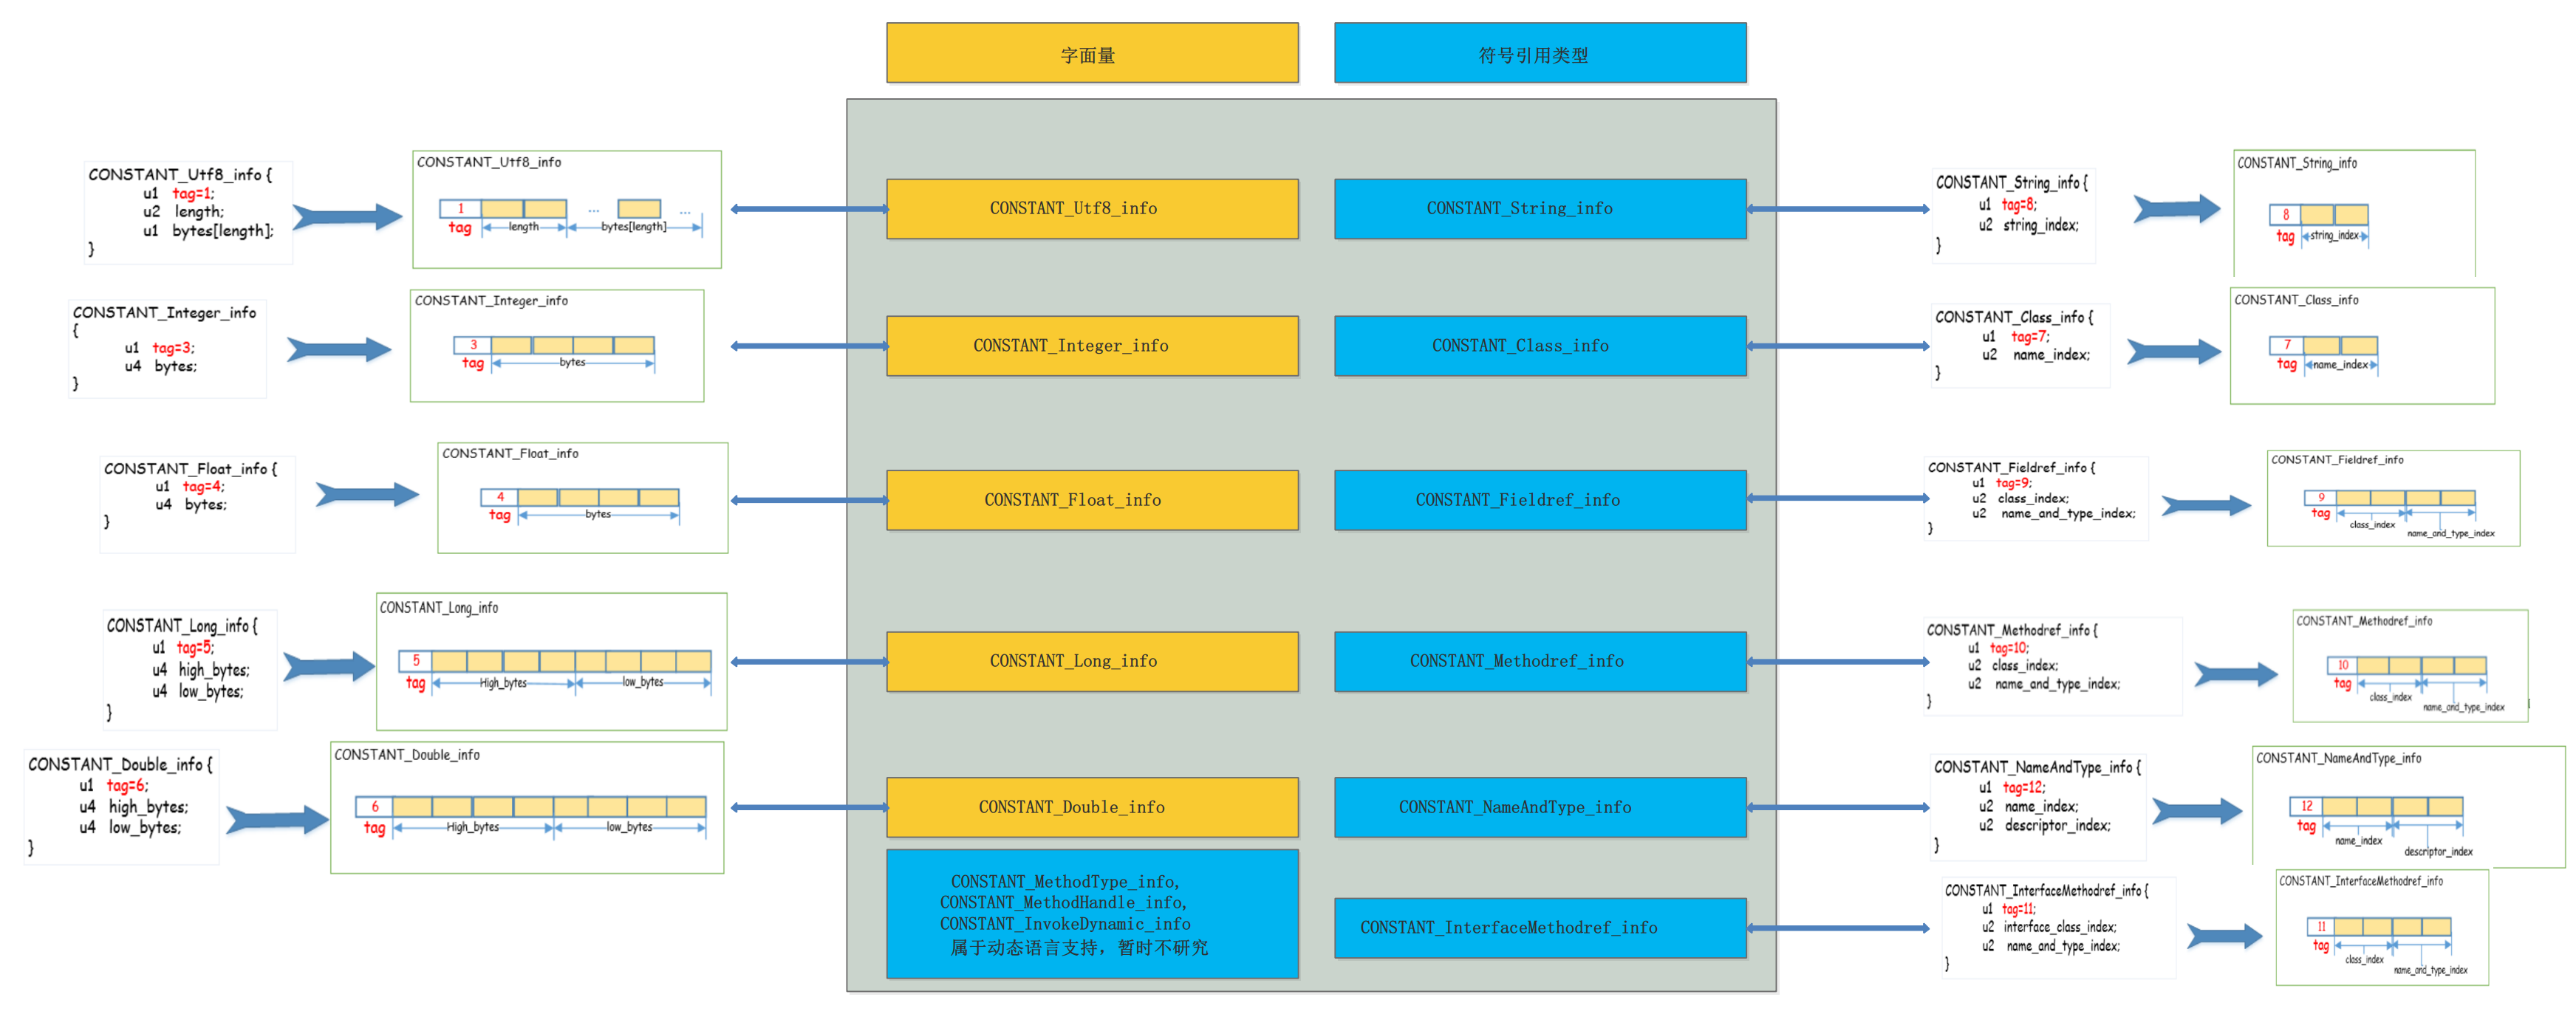 字面量
符号引用类型
CONSTANT_Utf8_info {
u1 tag=1;
u2 length;
u1 bytes[length];
}
CONSTANT_Utf8_info
1
... ...
tag
length
bytes[length]
CONSTANT_Utf8_info
CONSTANT_String_info
CONSTANT_String_info {
u1 tag=8;
u2 string_index;
}
CONSTANT_String_info
8
tag
string_index
CONSTANT_Integer_info
{
u1 tag=3;
u4 bytes;
}
CONSTANT_Integer_info
3
tag
bytes
CONSTANT_Integer_info
CONSTANT_Class_info
CONSTANT_Class_info {
u1 tag=7;
u2 name_index;
}
CONSTANT_Class_info
7
tag
name_index
CONSTANT_Float_info {
u1 tag=4;
u4 bytes;
}
CONSTANT_Float_info
4
tag
bytes
CONSTANT_Float_info
CONSTANT_Fieldref_info
CONSTANT_Fieldref_info {
u1 tag=9;
u2 class_index;
u2 name_and_type_index;
}
CONSTANT_Fieldref_info
9
tag
class_index
name_and_type_index
CONSTANT_Long_info {
u1 tag=5;
u4 high_bytes;
u4 low_bytes;
}
CONSTANT_Long_info
5
tag
High_bytes
low_bytes
CONSTANT_Long_info
CONSTANT_Methodref_info
CONSTANT_Methodref_info {
u1 tag=10;
u2 class_index;
u2 name_and_type_index;
}
CONSTANT_Methodref_info
10
tag
class_index
name_and_type_index
CONSTANT_Double_info {
u1 tag=6;
u4 high_bytes;
u4 low_bytes;
}
CONSTANT_Double_info
6
tag
High_bytes
low_bytes
CONSTANT_Double_info
CONSTANT_NameAndType_info
CONSTANT_NameAndType_info {
u1 tag=12;
u2 name_index;
u2 descriptor_index;
}
CONSTANT_NameAndType_info
12
tag
name_index
descriptor_index
CONSTANT_MethodType_info,
CONSTANT_MethodHandle_info,
CONSTANT_InvokeDynamic_info
属于动态语言支持，暂时不研究
CONSTANT_InterfaceMethodref_info
CONSTANT_InterfaceMethodref_info {
u1 tag=11;
u2 interface_class_index;
u2 name_and_type_index;
}
CONSTANT_InterfaceMethodref_info
11
tag
class_index
name_and_type_index